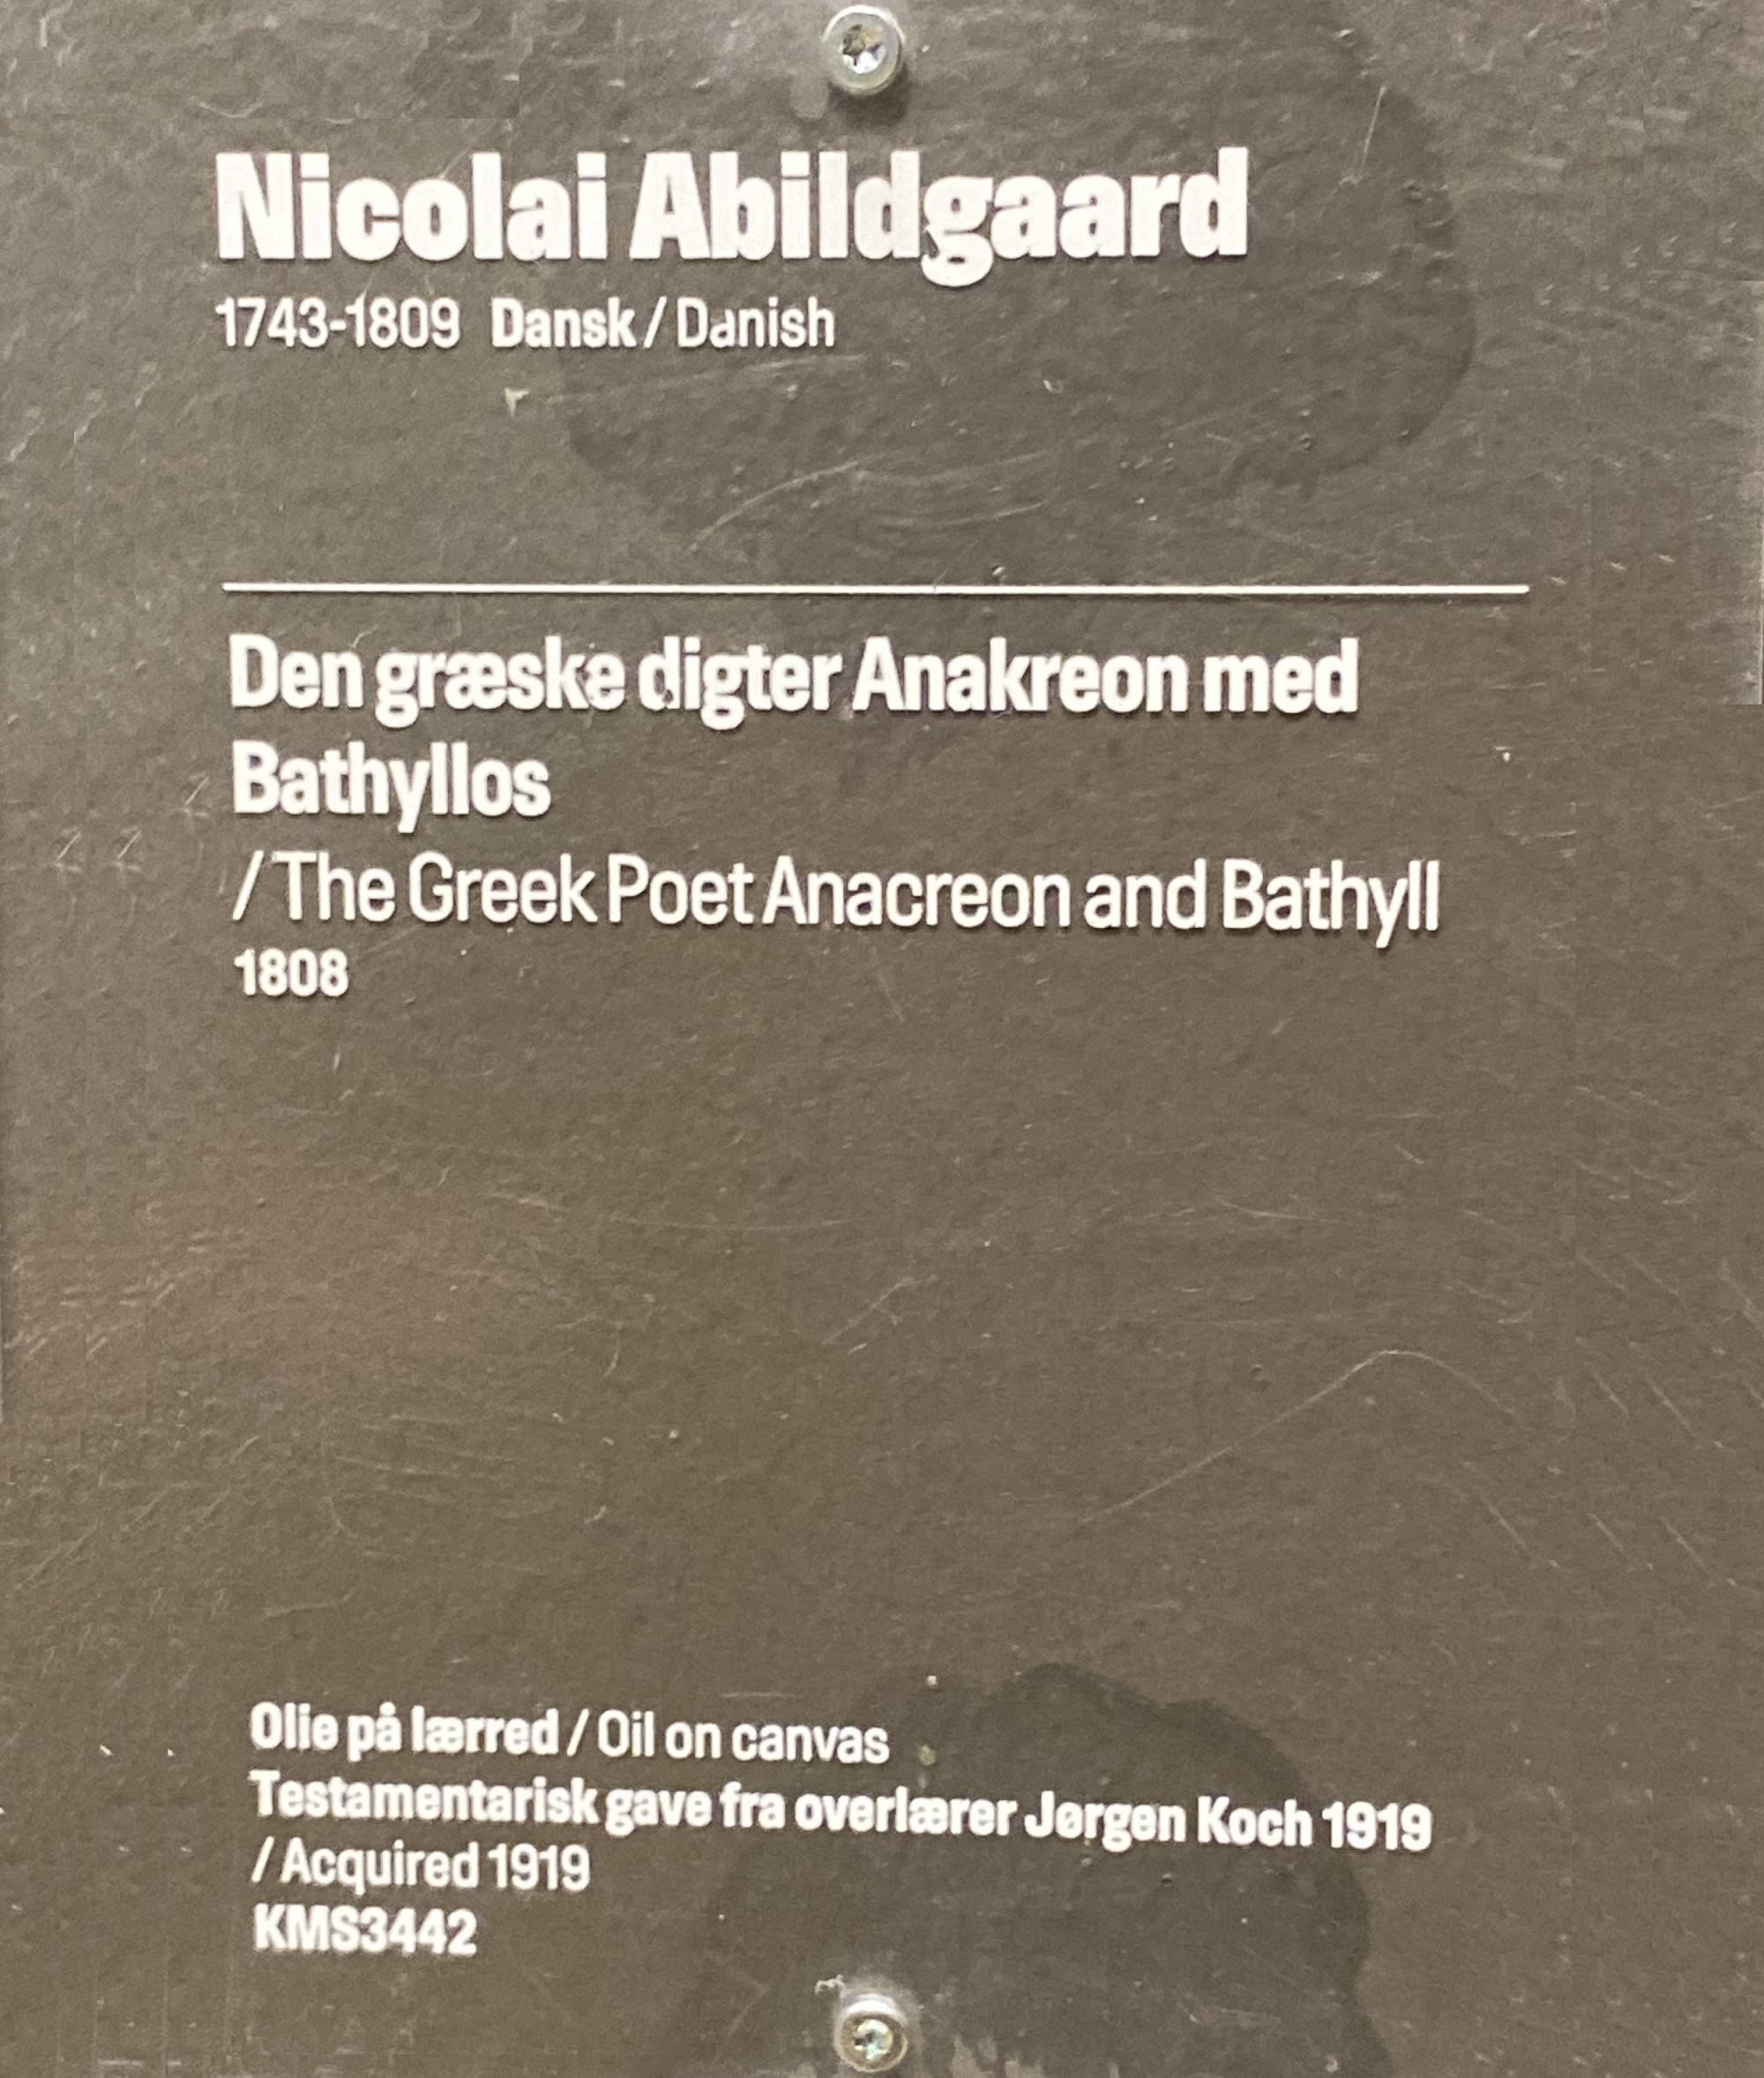 Nicolai Abildgaard
1743-1809 Dansk / Danish
Den græske digter Anakreon med
Bathyllos
/ The Greek Poet Anacreon and Bathyll
1808
Olie på lærred / Oil on canvas
Testamentarisk gave fra overlærer Jørgen Koch 1919
/ Acquired 1919
KMS3442